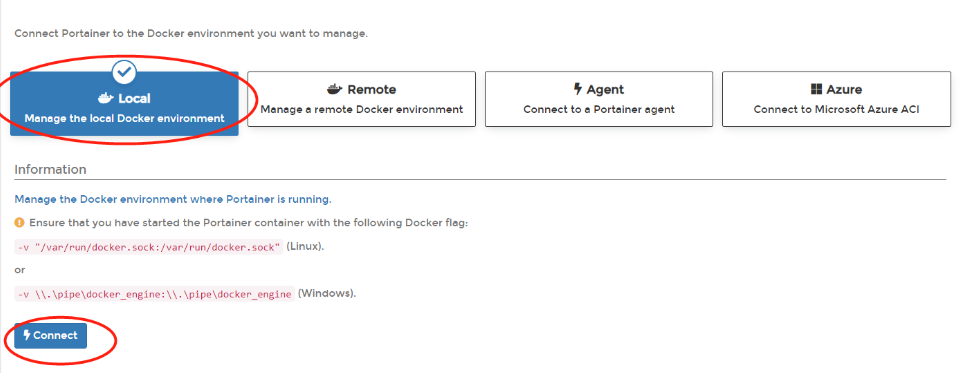 Connect Portainer to the Docker environment you want to manage.
Local
Manage the local Docker environment
Remote
Manage a remote Docker environment
Agent
Connect to a Portainer agent
Azure
Connect to Microsoft Azure ACI
Information
Manage the Docker environment where Portainer is running.
Ensure that you have started the Portainer container with the following Docker flag:
-v "/var/run/docker.sock:/var/run/docker.sock" (Linux).
or
-v \\.\pipe\docker_engine:\\.\pipe\docker_engine (Windows).
Connect